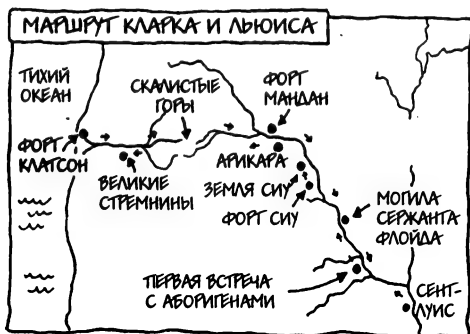 МАРШРУТ КЛАРКА И ЛЬЮИСА
ТИХИЙ
ОКЕАН
СКАЛИСТЫЕ
ГОРЫ
ФОРТ
МАНДАН
ФОРТ
КЛАТСОН
ВЕЛИКИЕ
СТРЕМНИНЫ
АРИКАРА
ЗЕМЛЯ СИУ
ФОРТ СИУ
МОГИЛА
СЕРЖАНТА
ФЛОЙДА
ПЕРВАЯ ВСТРЕЧА
С АБОРИГЕНАМИ
СЕНТ-
ЛУИС